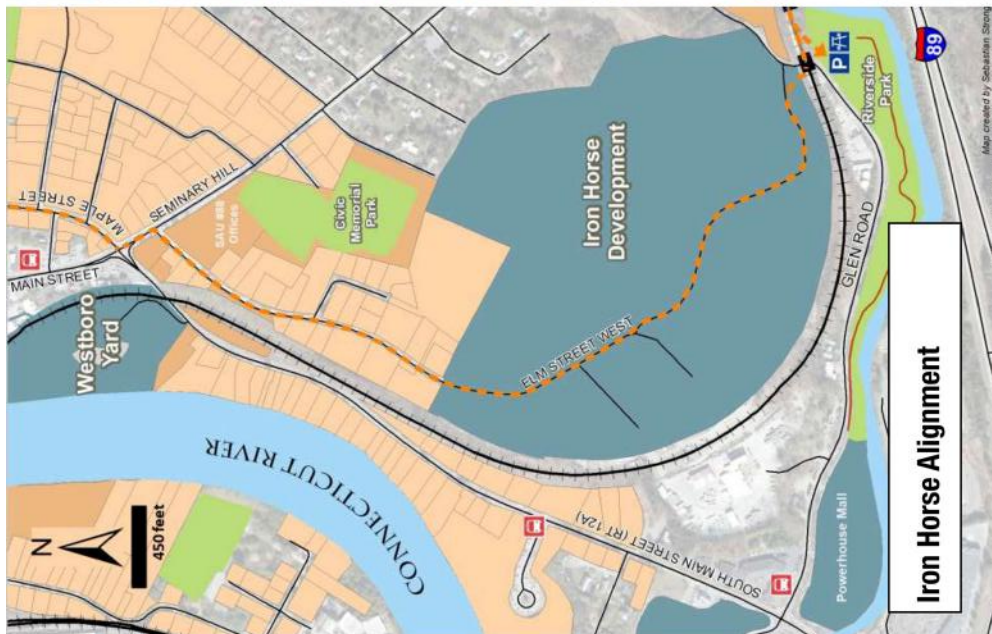 MAPLE STREET
SEMINARY HILL
MAIN STREET
SAU #88
Offices
Civic
Memorial
Park
Westboro
Yard
Iron Horse
Development
ELM STREET WEST
CONNECTICUT RIVER
N
450 feet
SOUTH MAIN STREET (RT 12A)
GLEN ROAD
P
Riverside
Park
89
Powerhouse Mall
Iron Horse Alignment
Map created by Sebastian Strong